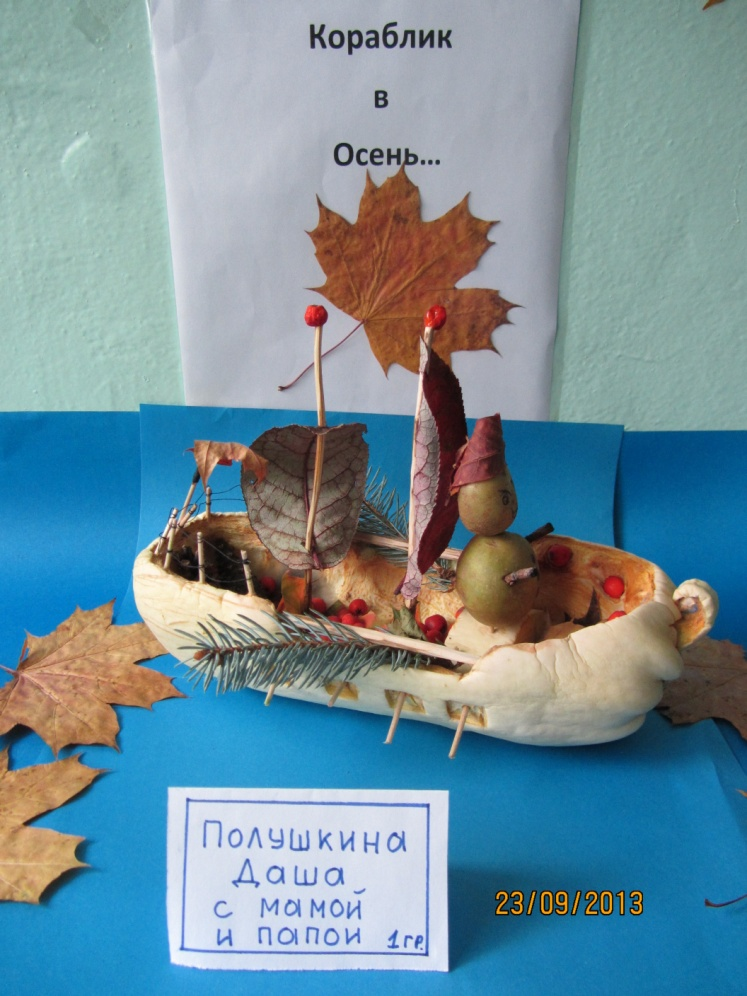 Кораблик
в
Осень...
Полушкина
Даша
с мамой
и папой 1гр.
23/09/2013